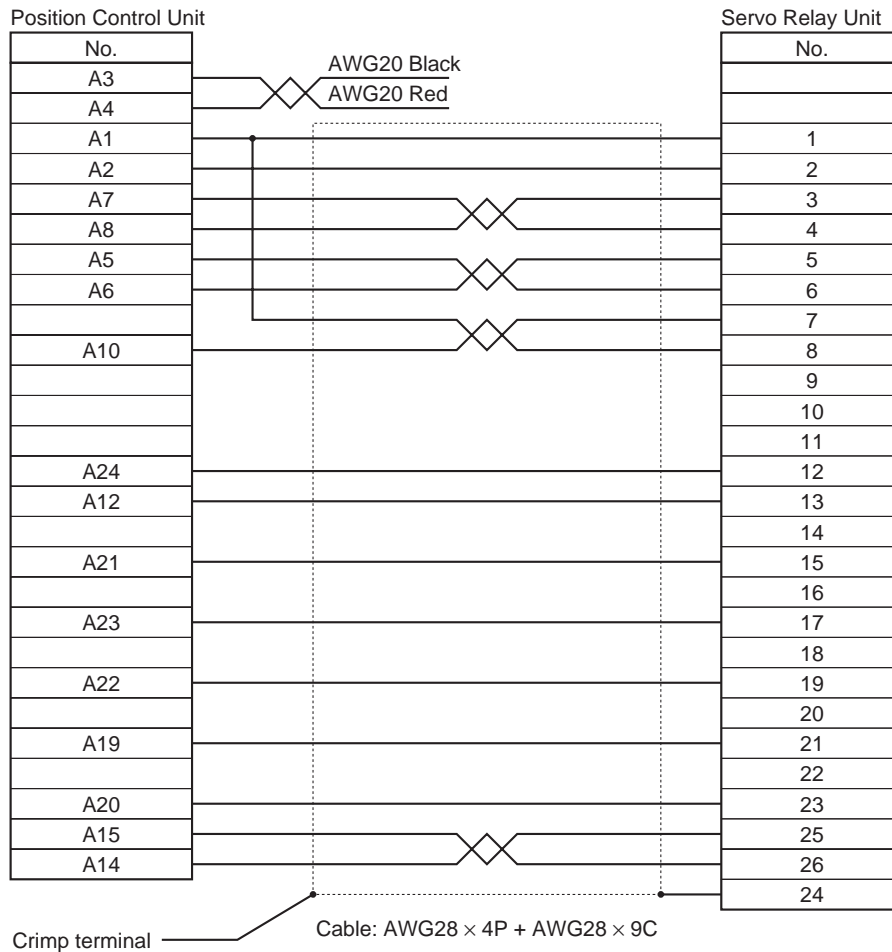 Position Control Unit Servo Relay Unit
No. No.
A3 AWG20 Black
A4 AWG20 Red
A1 1
A2 2
A7 3
A8 4
A5 5
A6 6
7
A10 8
9
10
11
A24 12
A12 13
14
A21 15
16
A23 17
18
A22 19
20
A19 21
22
A20 23
A15 25
A14 26
24
Crimp terminal Cable: AWG28 × 4P + AWG28 × 9C